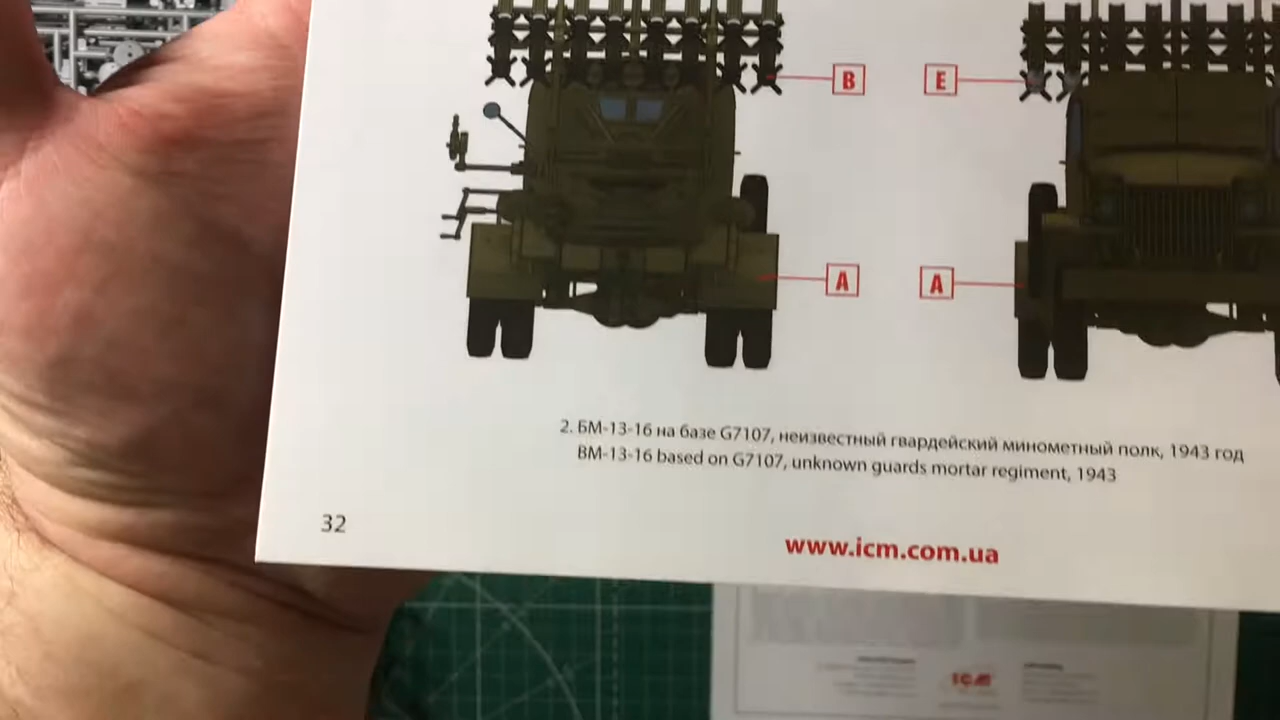 B
E
A
A
2. БМ-13-16 на базе G7107, неизвестный гвардейский минометный полк, 1943 год
BM-13-16 based on G7107, unknown guards mortar regiment, 1943
32
www.icm.com.ua
ICM